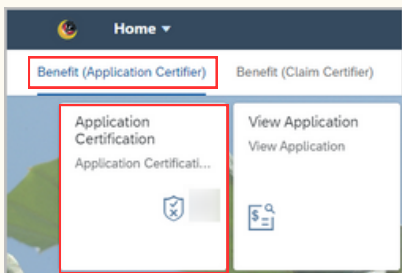 Home
Benefit (Application Certifier) Benefit (Claim Certifier)
Application
Certification
Application Certificati...
View Application
View Application